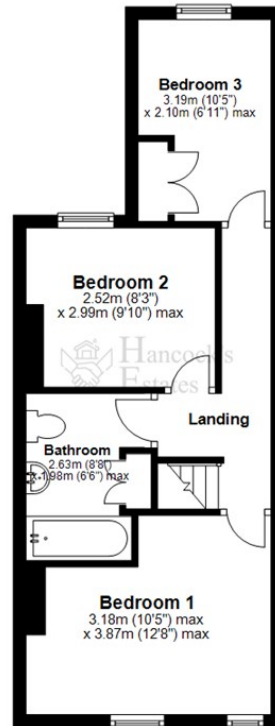 Bedroom 3
3.19m (10'5")
x 2.10m (6'11") max
Bedroom 2
2.52m (8'3")
x 2.99m (9'10") max
Hancocks
Estates
Landing
Bathroom
2.63m (8'8")
x 1.98m (6'6") max
Bedroom 1
3.18m (10'5") max
x 3.87m (12'8") max